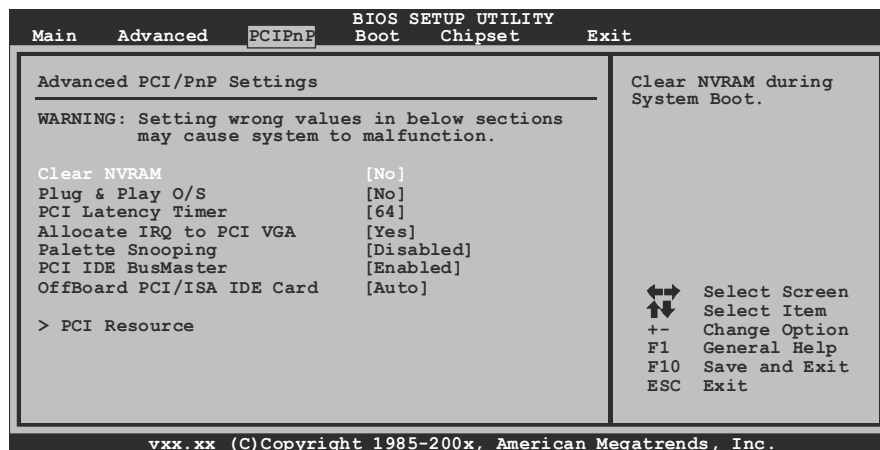 BIOS SETUP UTILITY
Main Advanced PCIPnP Boot Chipset Exit
Advanced PCI/PnP Settings
WARNING: Setting wrong values in below sections
may cause system to malfunction.
Clear NVRAM [No]
Plug & Play O/S [No]
PCI Latency Timer [64]
Allocate IRQ to PCI VGA [Yes]
Palette Snooping [Disabled]
PCI IDE BusMaster [Enabled]
OffBoard PCI/ISA IDE Card [Auto]
> PCI Resource
Clear NVRAM during
System Boot.
Select Screen
Select Item
+- Change Option
F1 General Help
F10 Save and Exit
ESC Exit
vxx.xx (C)Copyright 1985-200x, American Megatrends, Inc.